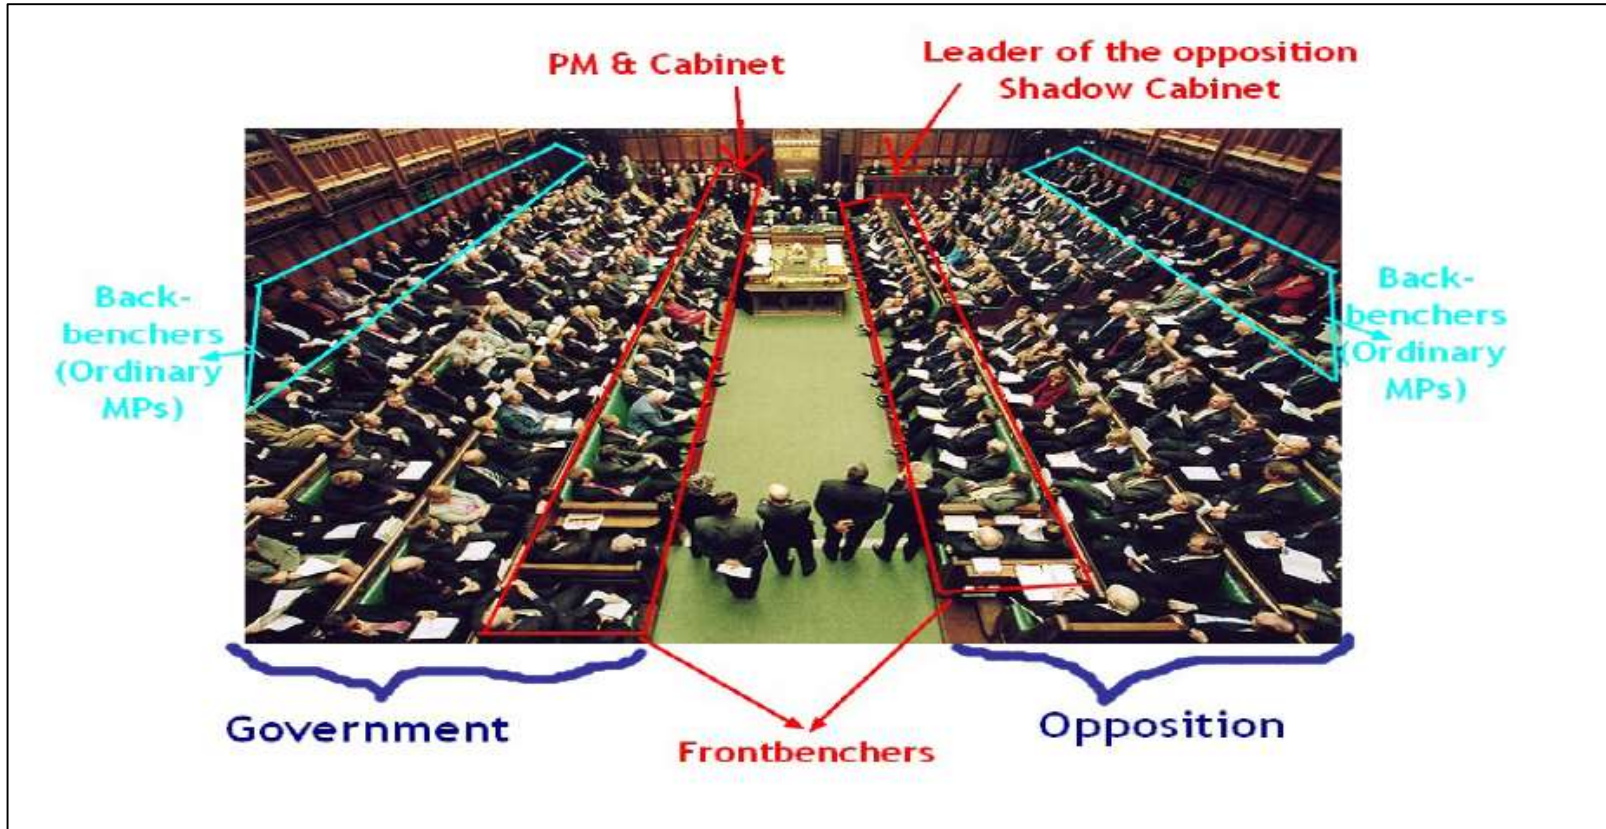 PM & Cabinet
Leader of the opposition
Shadow Cabinet
Back-
benchers
(Ordinary
MPs)
Back-
benchers
(Ordinary
MPs)
Government
Opposition
Frontbenchers